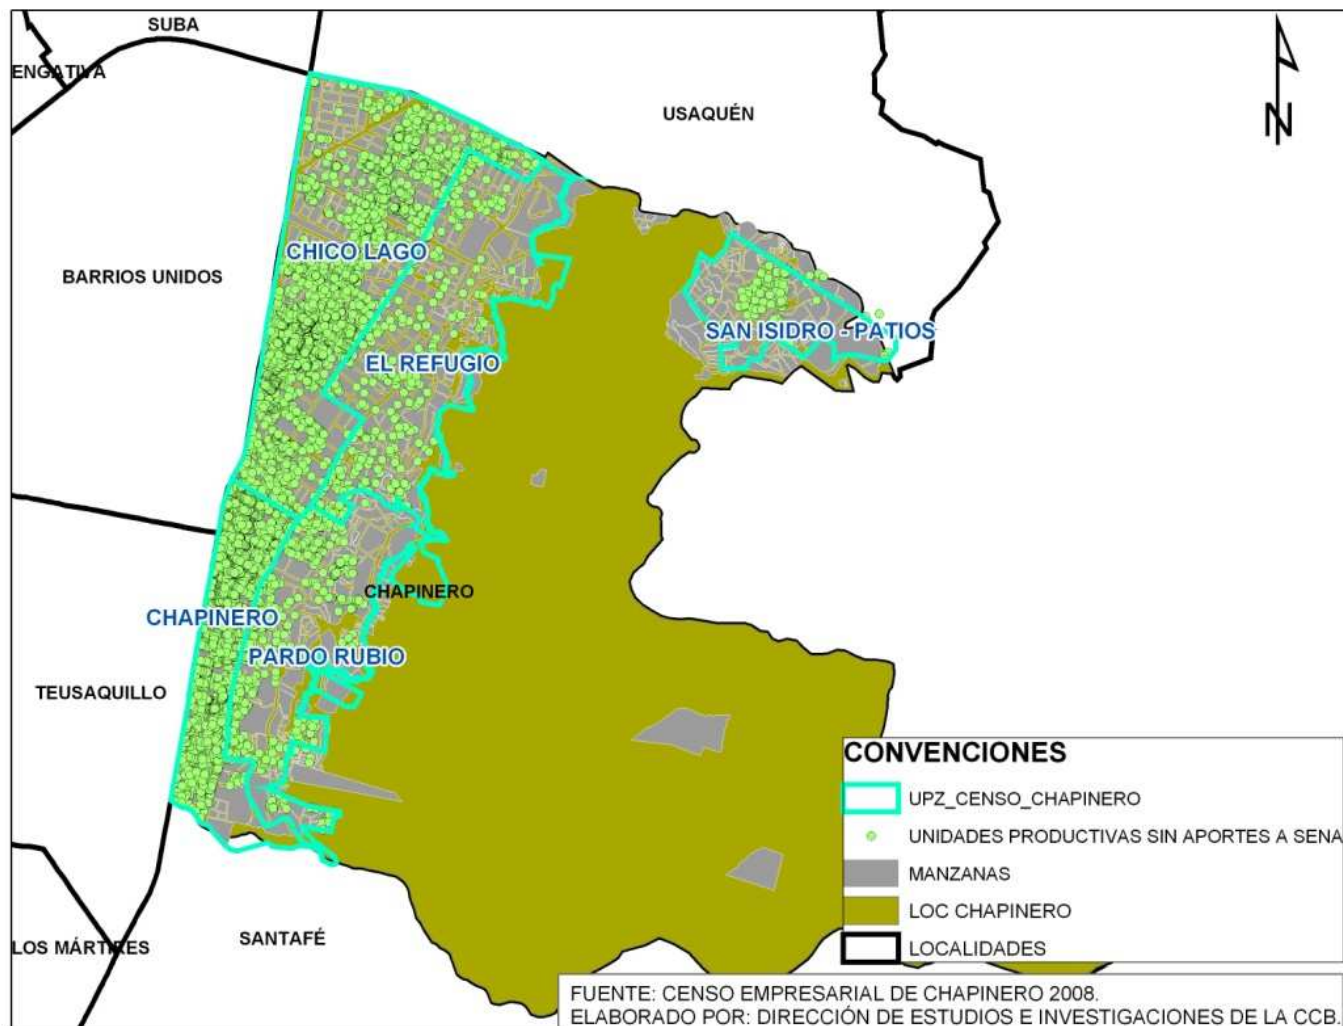 SUBA
ENGATIVA
USAQUÉN
N
CHICO LAGO
BARRIOS UNIDOS
SAN ISIDRO - PATIOS
EL REFUGIO
CHAPINERO
CHAPINERO
PARDO RUBIO
TEUSAQUILLO
CONVENCIONES
UPZ_CENSO_CHAPINERO
UNIDADES PRODUCTIVAS SIN APORTES A SENA
MANZANAS
LOC CHAPINERO
LOCALIDADES
SANTAFÉ
LOS MÁRTIRES
FUENTE: CENSO EMPRESARIAL DE CHAPINERO 2008.
ELABORADO POR: DIRECCIÓN DE ESTUDIOS E INVESTIGACIONES DE LA CCB.